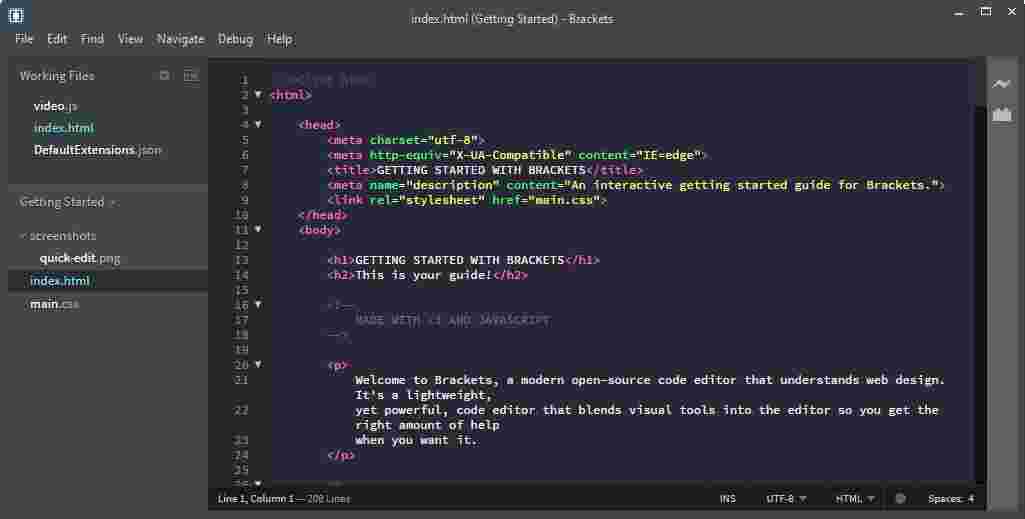 index.html (Getting Started) - Brackets
File Edit Find View Navigate Debug Help
Working Files
video.js
index.html
DefaultExtensions.json
Getting Started
screenshots
quick-edit.png
index.html
main.css
1
2 <html>
3
4 <head>
5 <meta charset="utf-8">
6 <meta http-equiv="X-UA-Compatible" content="IE=edge">
7 <title>GETTING STARTED WITH BRACKETS</title>
8 <meta name="description" content="An interactive getting started guide for Brackets.">
9 <link rel="stylesheet" href="main.css">
10 </head>
11 <body>
12
13 <h1>GETTING STARTED WITH BRACKETS</h1>
14 <h2>This is your guide!</h2>
15
16 <!--
17 MADE WITH <3 AND JAVASCRIPT
18 -->
19
20 <p>
21 Welcome to Brackets, a modern open-source code editor that understands web design.
It's a lightweight,
22 yet powerful, code editor that blends visual tools into the editor so you get the
right amount of help
23 when you want it.
24 </p>
25
Line 1, Column 1 — 208 Lines INS UTF-8 HTML Spaces: 4